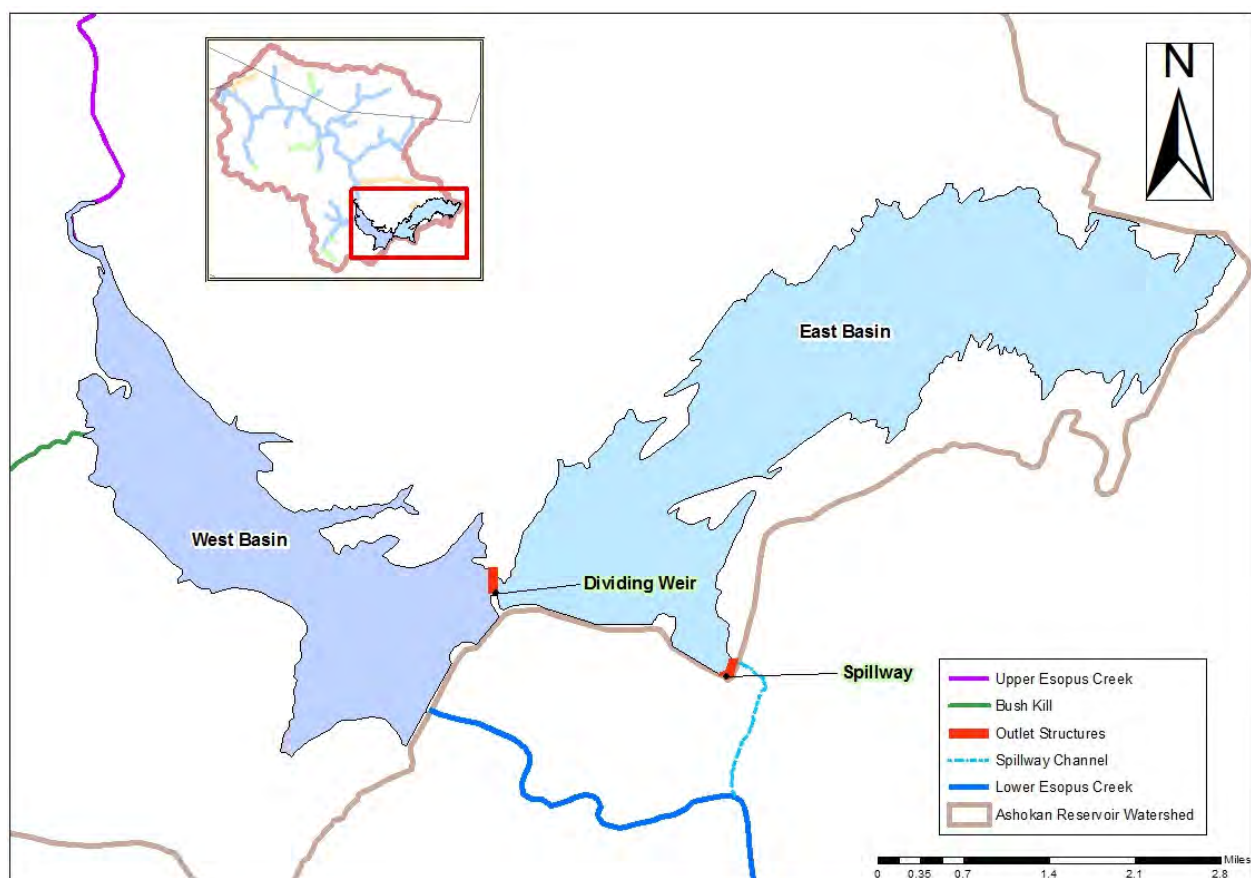 N
East Basin
West Basin
Dividing Weir
Spillway
Upper Esopus Creek
Bush Kill
Outlet Structures
Spillway Channel
Lower Esopus Creek
Ashokan Reservoir Watershed
Miles
0 0.35 0.7 1.4 2.1 2.8